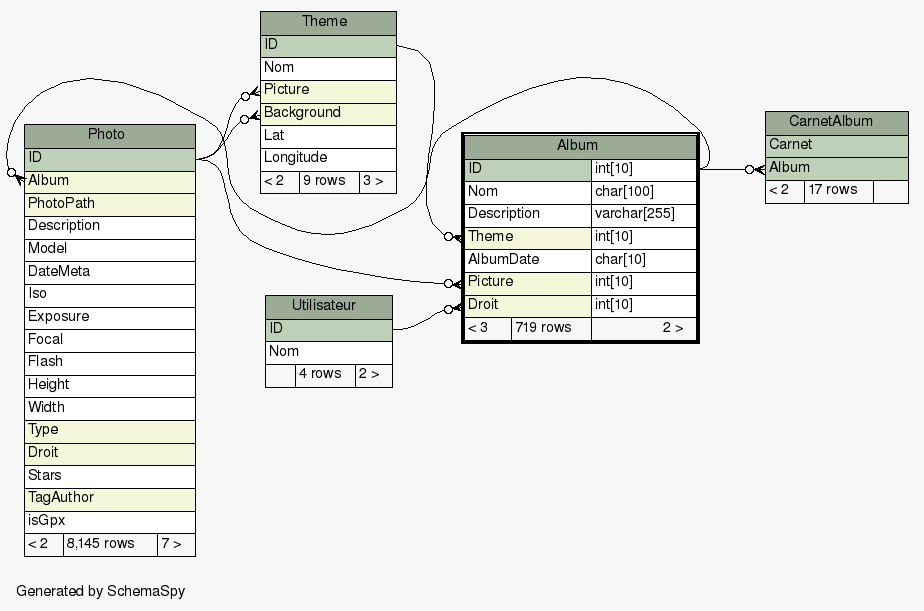 Theme
ID
Nom
Picture
Background
Lat
Longitude
< 2 9 rows 3 >
Photo
ID
Album
PhotoPath
Description
Model
DateMeta
Iso
Exposure
Focal
Flash
Height
Width
Type
Droit
Stars
TagAuthor
isGpx
< 2 8,145 rows 7 >
Utilisateur
ID
Nom
4 rows 2 >
Album
ID int[10]
Nom char[100]
Description varchar[255]
Theme int[10]
AlbumDate char[10]
Picture int[10]
Droit int[10]
< 3 719 rows 2 >
CarnetAlbum
Carnet
Album
< 2 17 rows
Generated by SchemaSpy